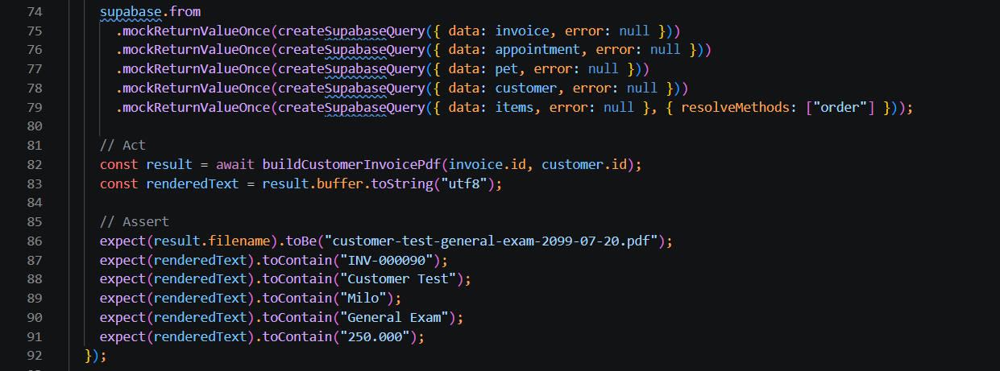 74 supabase.from
75 .mockReturnValueOnce(createSupabaseQuery({ data: invoice, error: null }))
76 .mockReturnValueOnce(createSupabaseQuery({ data: appointment, error: null }))
77 .mockReturnValueOnce(createSupabaseQuery({ data: pet, error: null }))
78 .mockReturnValueOnce(createSupabaseQuery({ data: customer, error: null }))
79 .mockReturnValueOnce(createSupabaseQuery({ data: items, error: null }, { resolveMethods: ["order"] }));
80
81 // Act
82 const result = await buildCustomerInvoicePdf(invoice.id, customer.id);
83 const renderedText = result.buffer.toString("utf8");
84
85 // Assert
86 expect(result.filename).toBe("customer-test-general-exam-2099-07-20.pdf");
87 expect(renderedText).toContain("INV-000090");
88 expect(renderedText).toContain("Customer Test");
89 expect(renderedText).toContain("Milo");
90 expect(renderedText).toContain("General Exam");
91 expect(renderedText).toContain("250.000");
92 });